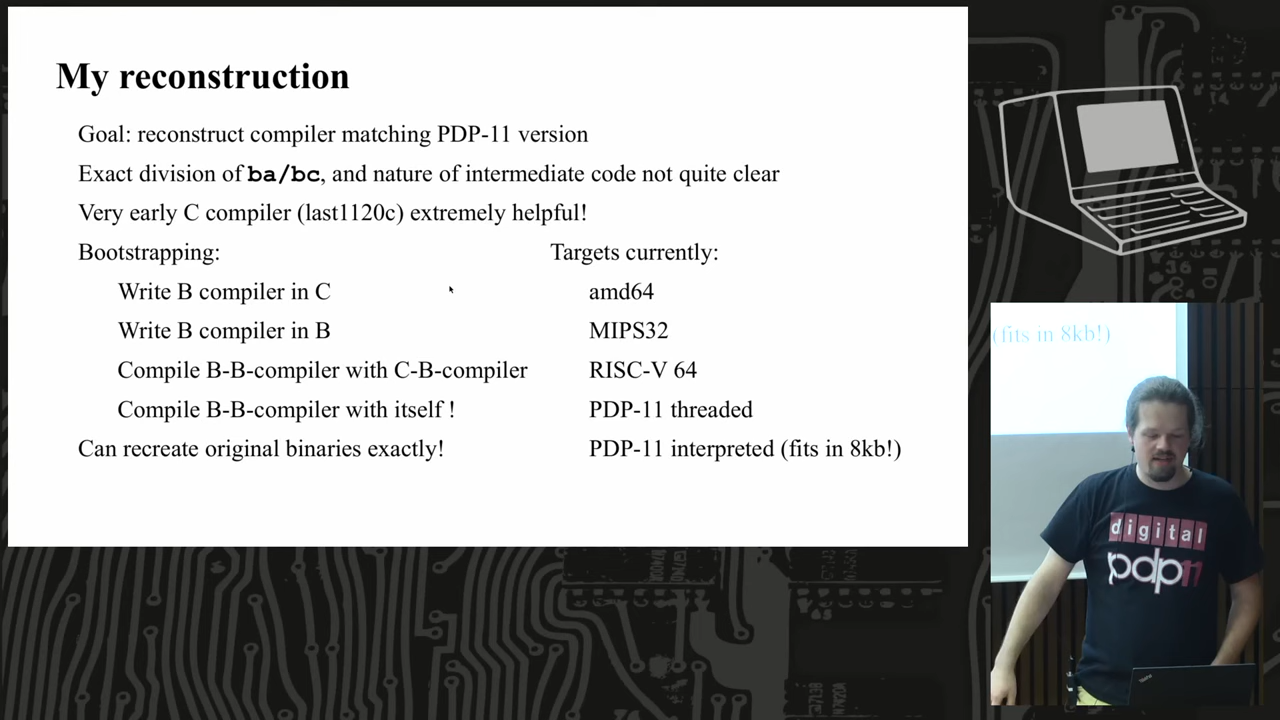 My reconstruction
Goal: reconstruct compiler matching PDP-11 version
Exact division of ba/bc, and nature of intermediate code not quite clear
Very early C compiler (last1120c) extremely helpful!
Bootstrapping:
Write B compiler in C
Write B compiler in B
Compile B-B-compiler with C-B-compiler
Compile B-B-compiler with itself !
Can recreate original binaries exactly!
Targets currently:
amd64
MIPS32
RISC-V 64
PDP-11 threaded
PDP-11 interpreted (fits in 8kb!)
(fits in 8kb!)
digital
pdp11